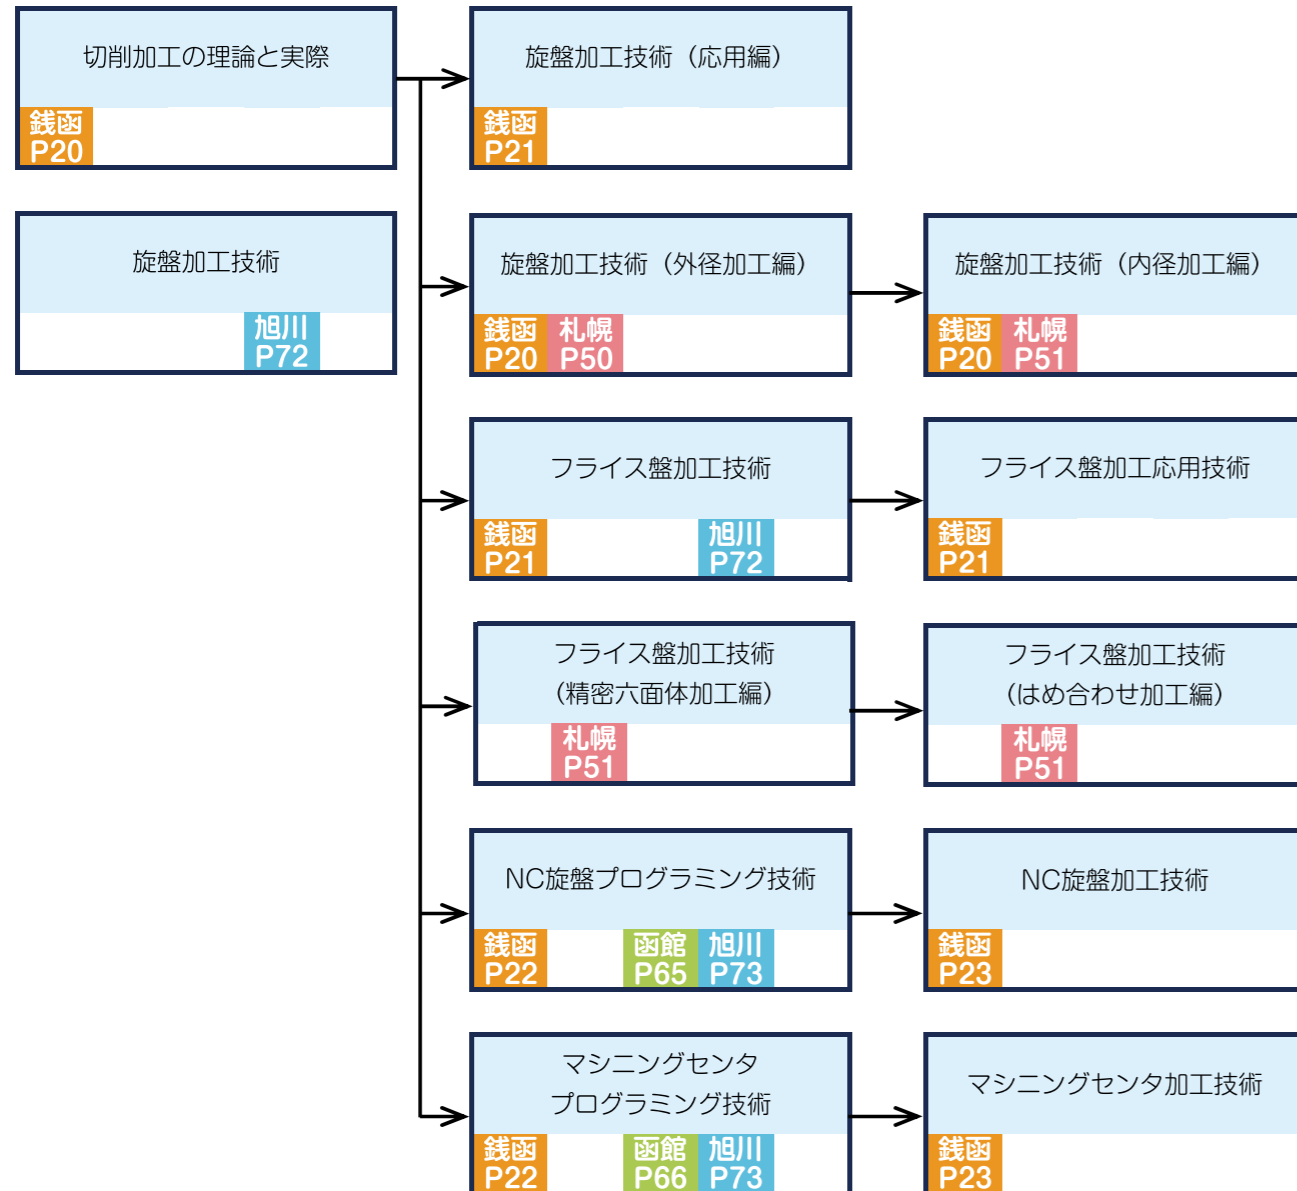 切削加工の理論と実際
銭函
P20
旋盤加工技術（応用編）
銭函
P21
旋盤加工技術
旭川
P72
旋盤加工技術（外径加工編）
銭函 札幌
P20 P50
旋盤加工技術（内径加工編）
銭函 札幌
P20 P51
フライス盤加工技術
銭函 旭川
P21 P72
フライス盤加工応用技術
銭函
P21
フライス盤加工技術
（精密六面体加工編）
札幌
P51
フライス盤加工技術
（はめ合わせ加工編）
札幌
P51
NC旋盤プログラミング技術
銭函 函館 旭川
P22 P65 P73
NC旋盤加工技術
銭函
P23
マシニングセンタ
プログラミング技術
銭函 函館 旭川
P22 P66 P73
マシニングセンタ加工技術
銭函
P23